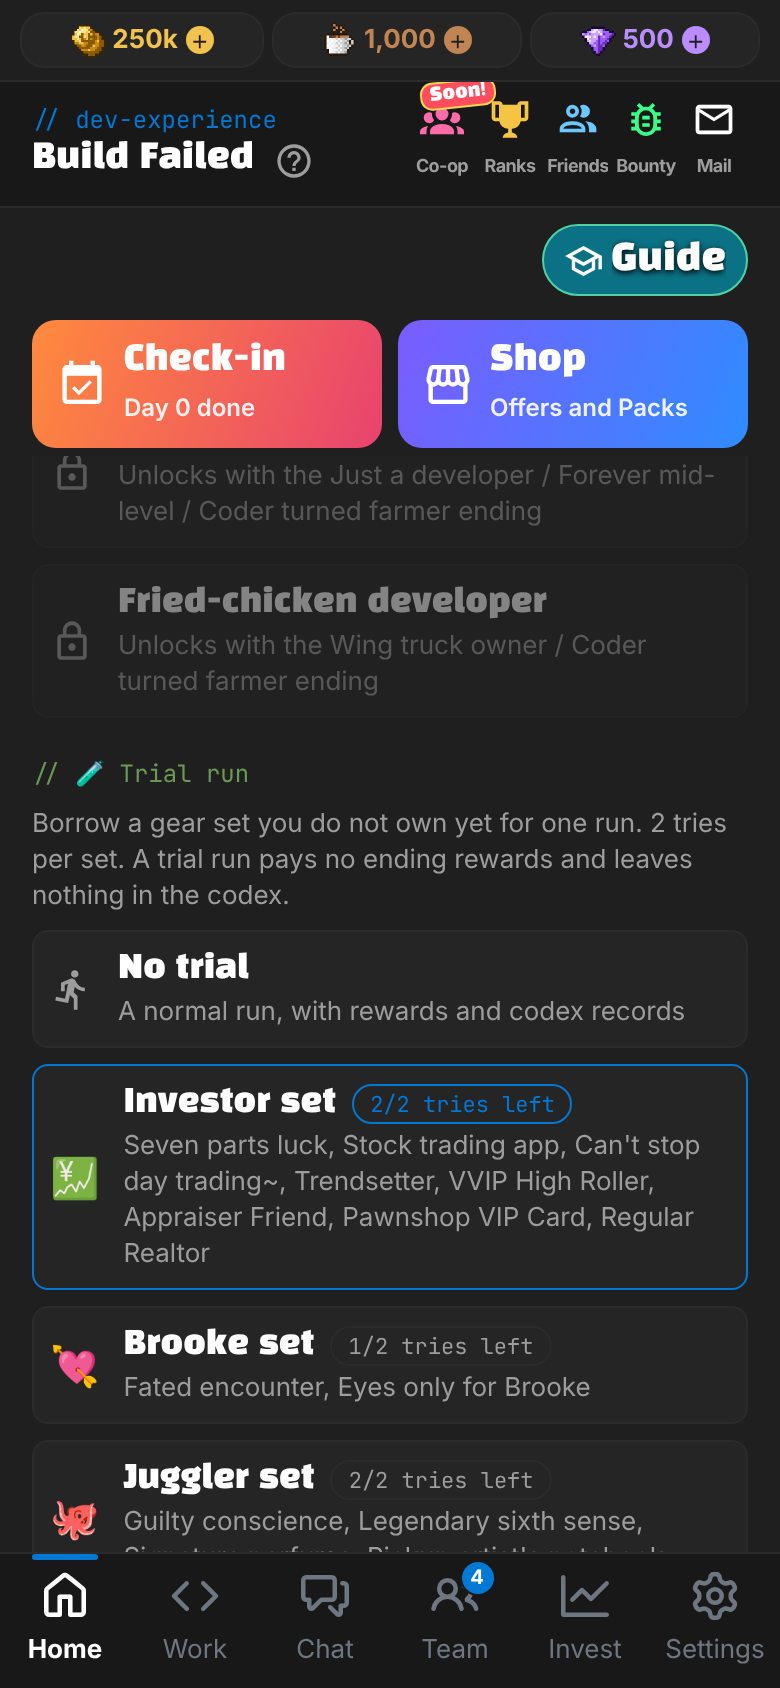 250k
1,000
500
// dev-experience
Build Failed
Soon!
Co-op
Ranks
Friends
Bounty
Mail
Guide
Check-in
Day 0 done
Shop
Offers and Packs
Unlocks with the Just a developer / Forever mid-
level / Coder turned farmer ending
Fried-chicken developer
Unlocks with the Wing truck owner / Coder
turned farmer ending
// Trial run
Borrow a gear set you do not own yet for one run. 2 tries
per set. A trial run pays no ending rewards and leaves
nothing in the codex.
No trial
A normal run, with rewards and codex records
Investor set 2/2 tries left
Seven parts luck, Stock trading app, Can't stop
day trading~, Trendsetter, VVIP High Roller,
Appraiser Friend, Pawnshop VIP Card, Regular
Realtor
Brooke set 1/2 tries left
Fated encounter, Eyes only for Brooke
Juggler set 2/2 tries left
Guilty conscience, Legendary sixth sense,
4
Home
Work
Chat
Team
Invest
Settings